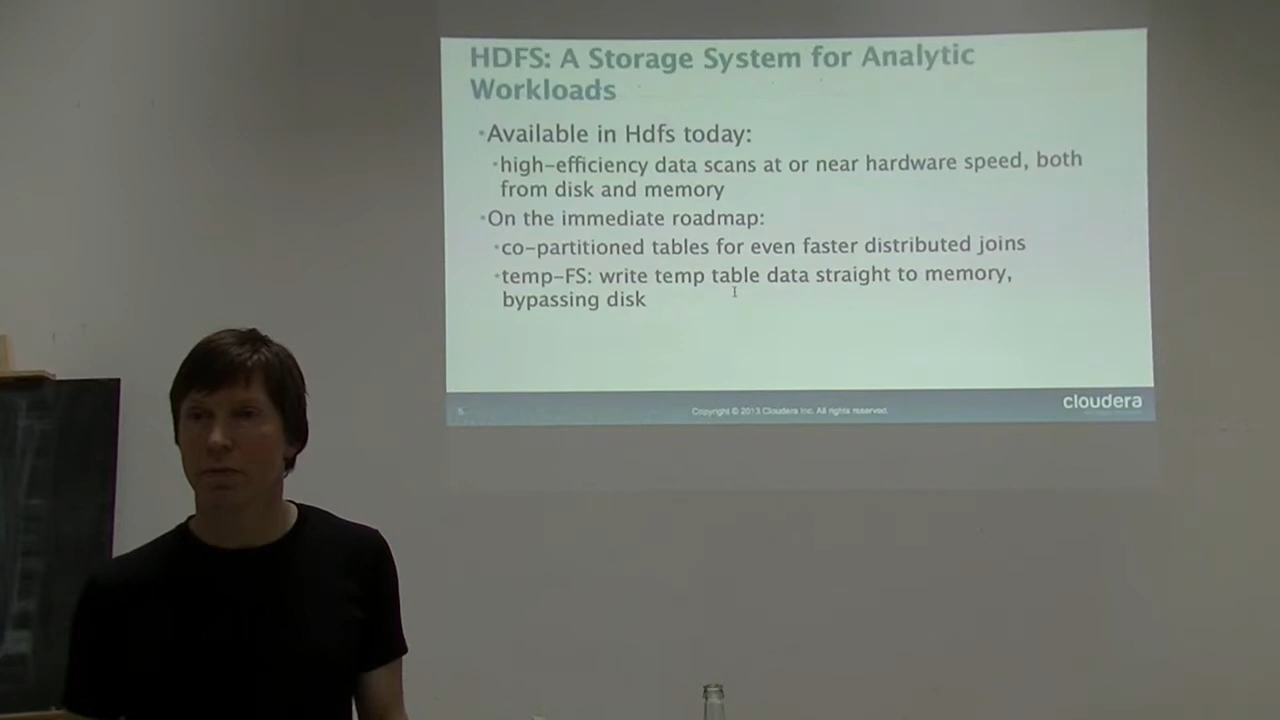 HDFS: A Storage System for Analytic
Workloads
Available in Hdfs today:
high-efficiency data scans at or near hardware speed, both
from disk and memory
On the immediate roadmap:
co-partitioned tables for even faster distributed joins
temp-FS: write temp table data straight to memory,
bypassing disk
Copyright © 2013 Cloudera Inc. All rights reserved.
cloudera